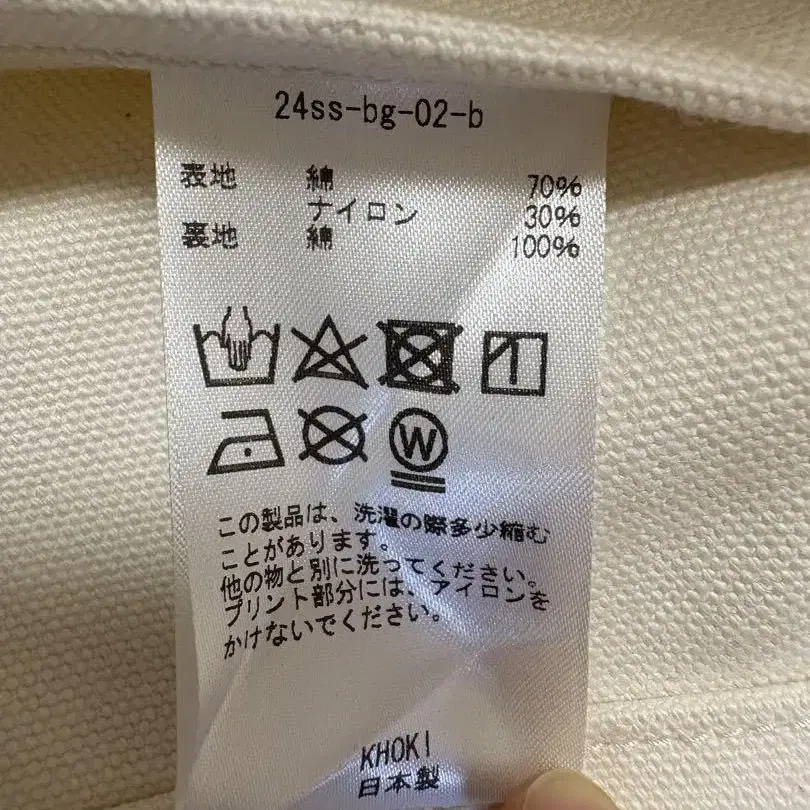 24ss-bg-02-b
表地 綿 70%
ナイロン 30%
裏地 綿 100%
W
この製品は、洗濯の際多少縮む
ことがあります。
他の物と別に洗ってください。
プリント部分には、アイロンを
かけないでください。
KHOKI
日本製